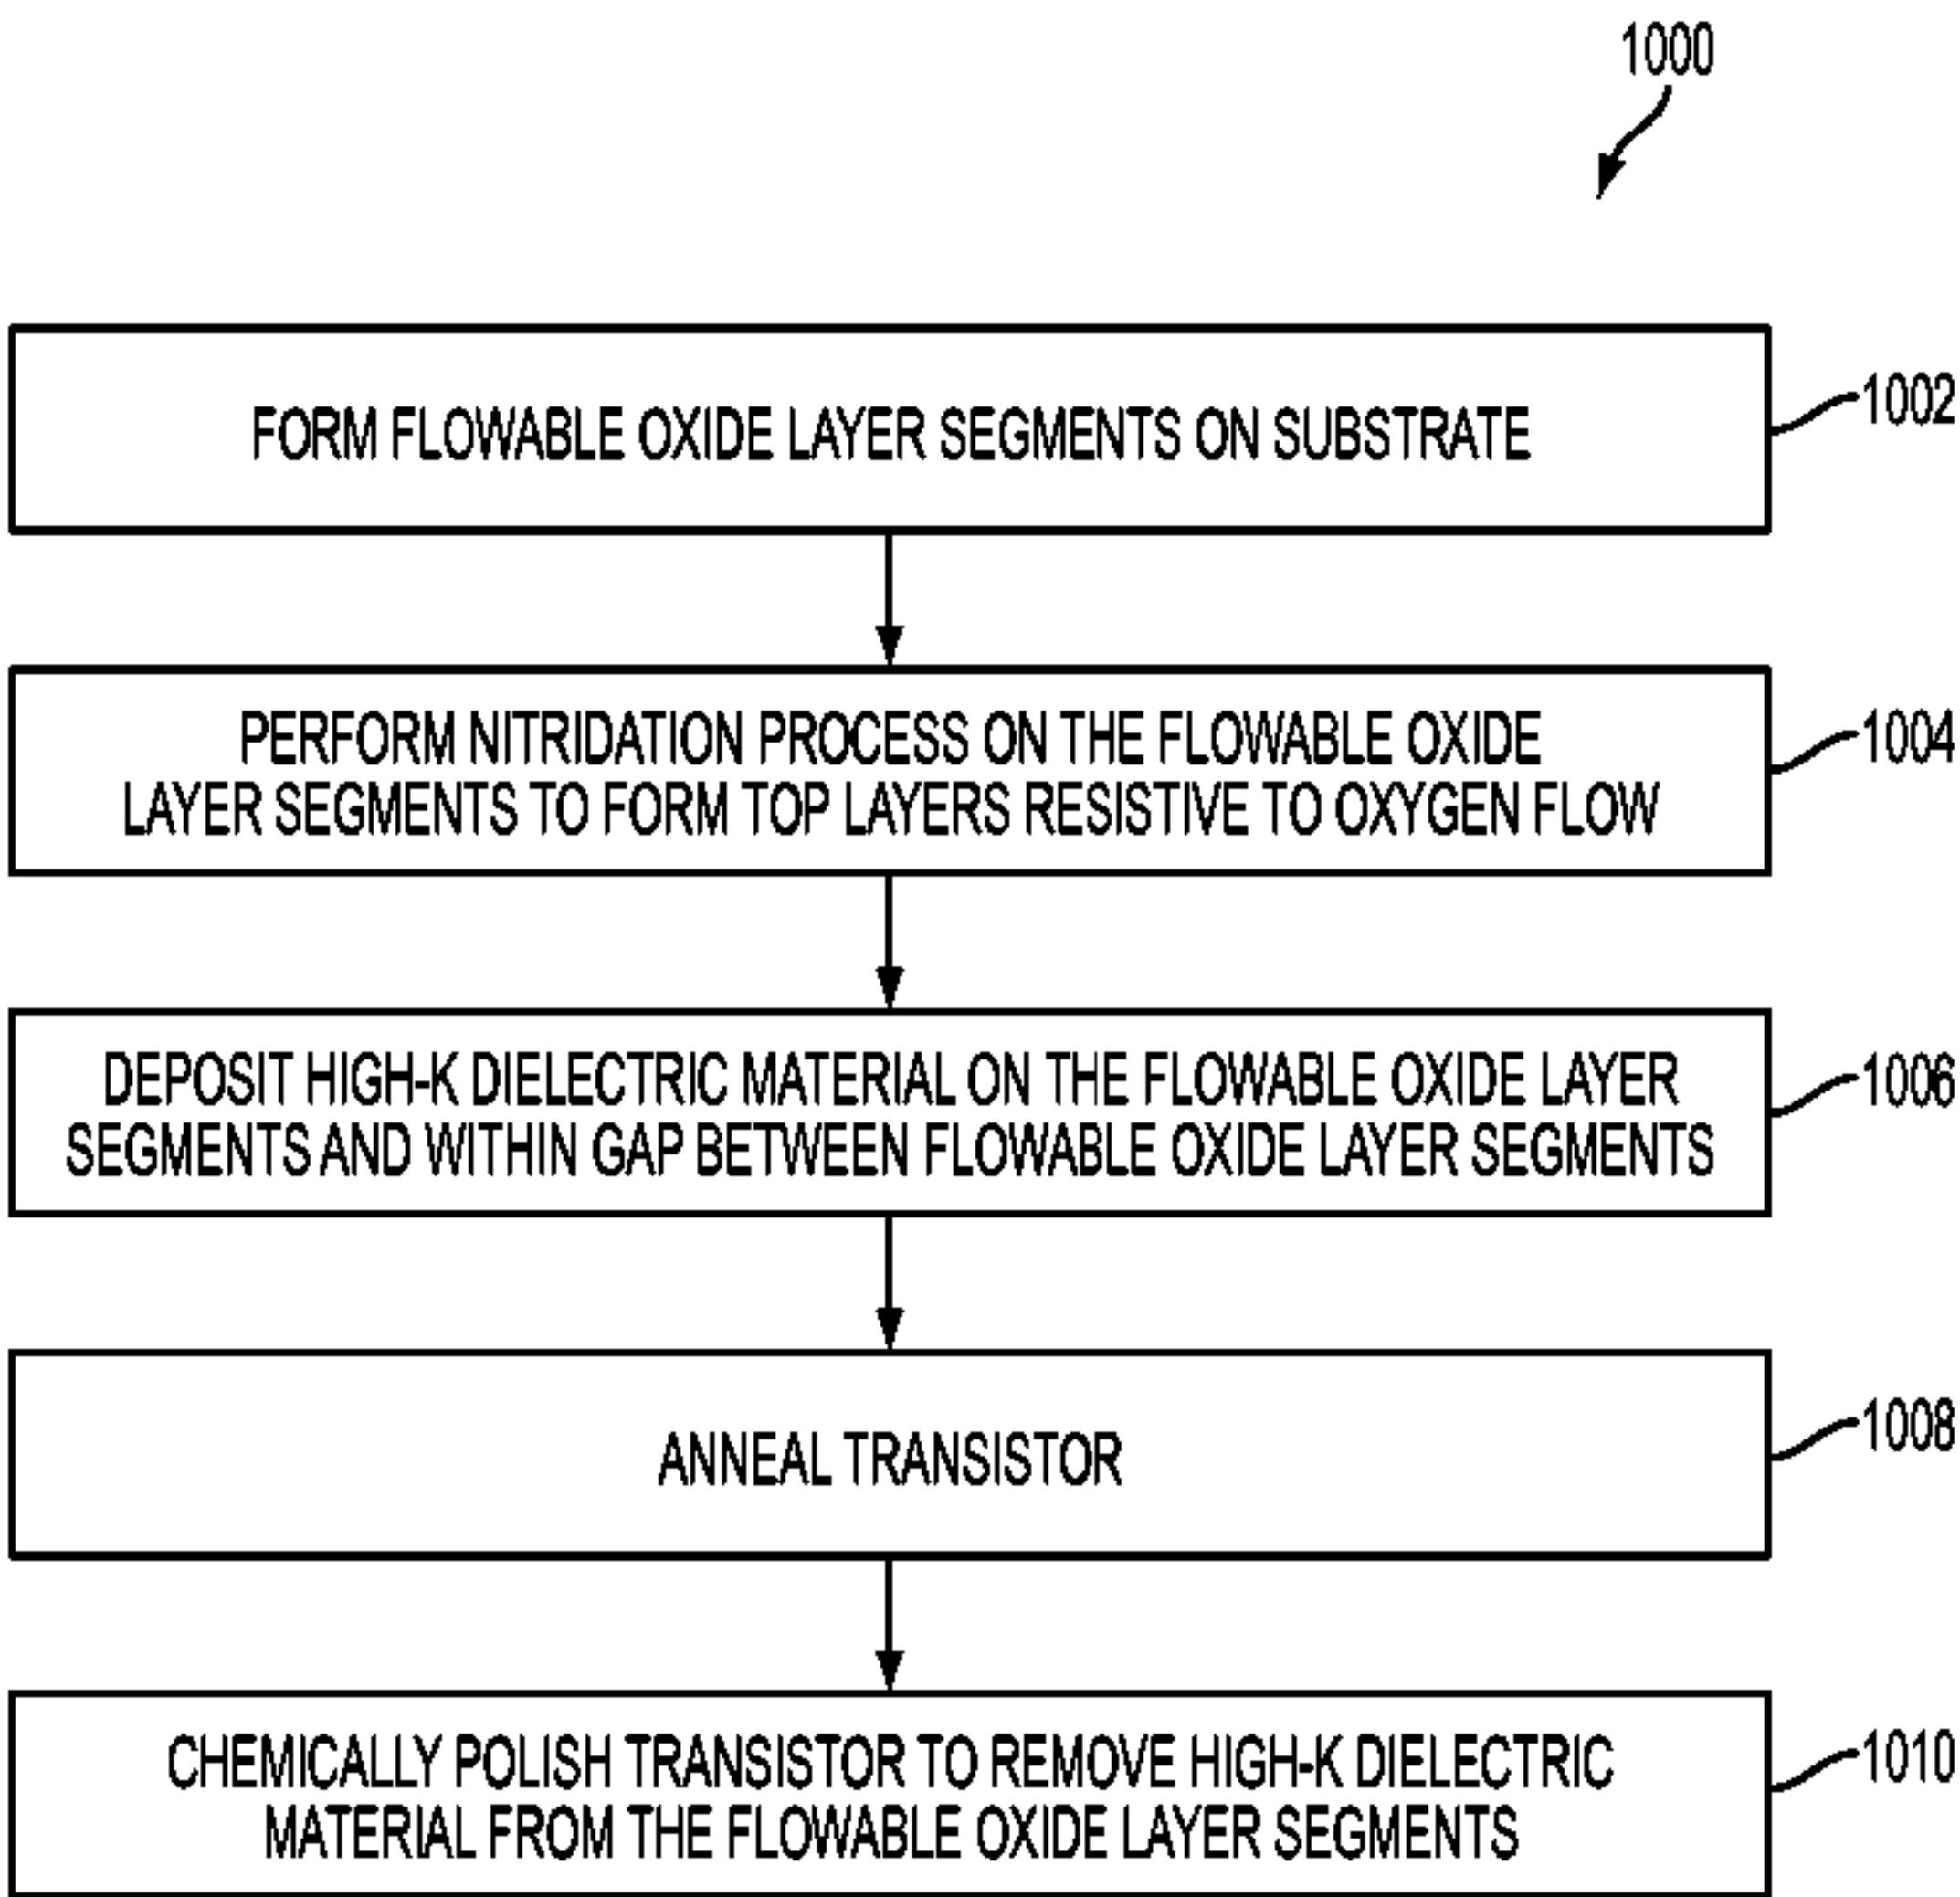 1000
FORM FLOWABLE OXIDE LAYER SEGMENTS ON SUBSTRATE
1002
PERFORM NITRIDATION PROCESS ON THE FLOWABLE OXIDE
LAYER SEGMENTS TO FORM TOP LAYERS RESISTIVE TO OXYGEN FLOW
1004
DEPOSIT HIGH-K DIELECTRIC MATERIAL ON THE FLOWABLE OXIDE LAYER
SEGMENTS AND WITHIN GAP BETWEEN FLOWABLE OXIDE LAYER SEGMENTS
1006
ANNEAL TRANSISTOR
1008
CHEMICALLY POLISH TRANSISTOR TO REMOVE HIGH-K DIELECTRIC
MATERIAL FROM THE FLOWABLE OXIDE LAYER SEGMENTS
1010